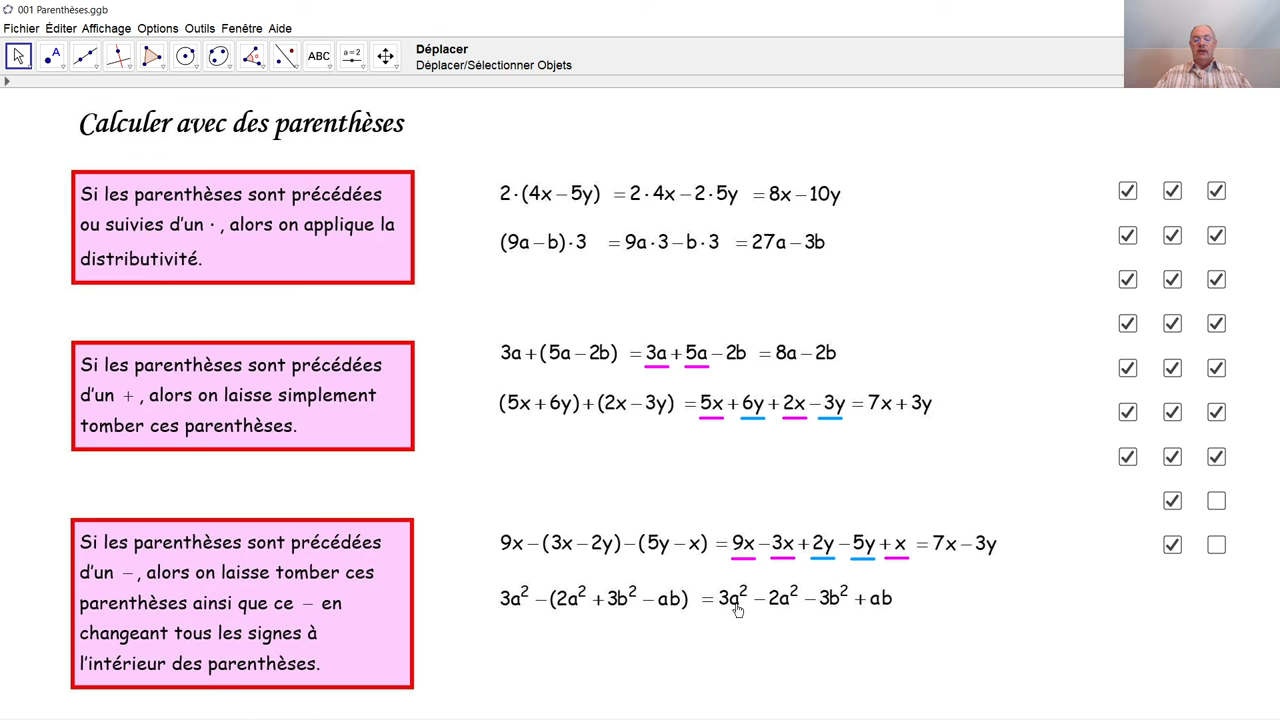 001 Parenthèses.ggb
Fichier Éditer Affichage Options Outils Fenêtre Aide
A
ABC
a=2
Déplacer
Déplacer/Sélectionner Objets
Calculer avec des parenthèses
Si les parenthèses sont précédées
ou suivies d'un · , alors on applique la
distributivité.
2·(4x−5y) =2·4x−2·5y =8x−10y
(9a−b)·3 =9a·3−b·3 =27a−3b
Si les parenthèses sont précédées
d'un + , alors on laisse simplement
tomber ces parenthèses.
3a+(5a−2b) =3a+5a−2b =8a−2b
(5x+6y)+(2x−3y) =5x+6y+2x−3y =7x+3y
Si les parenthèses sont précédées
d'un −, alors on laisse tomber ces
parenthèses ainsi que ce − en
changeant tous les signes à
l'intérieur des parenthèses.
9x−(3x−2y)−(5y−x) =9x−3x+2y−5y+x =7x−3y
3a²−(2a²+3b²−ab) =3a²−2a²−3b²+ab